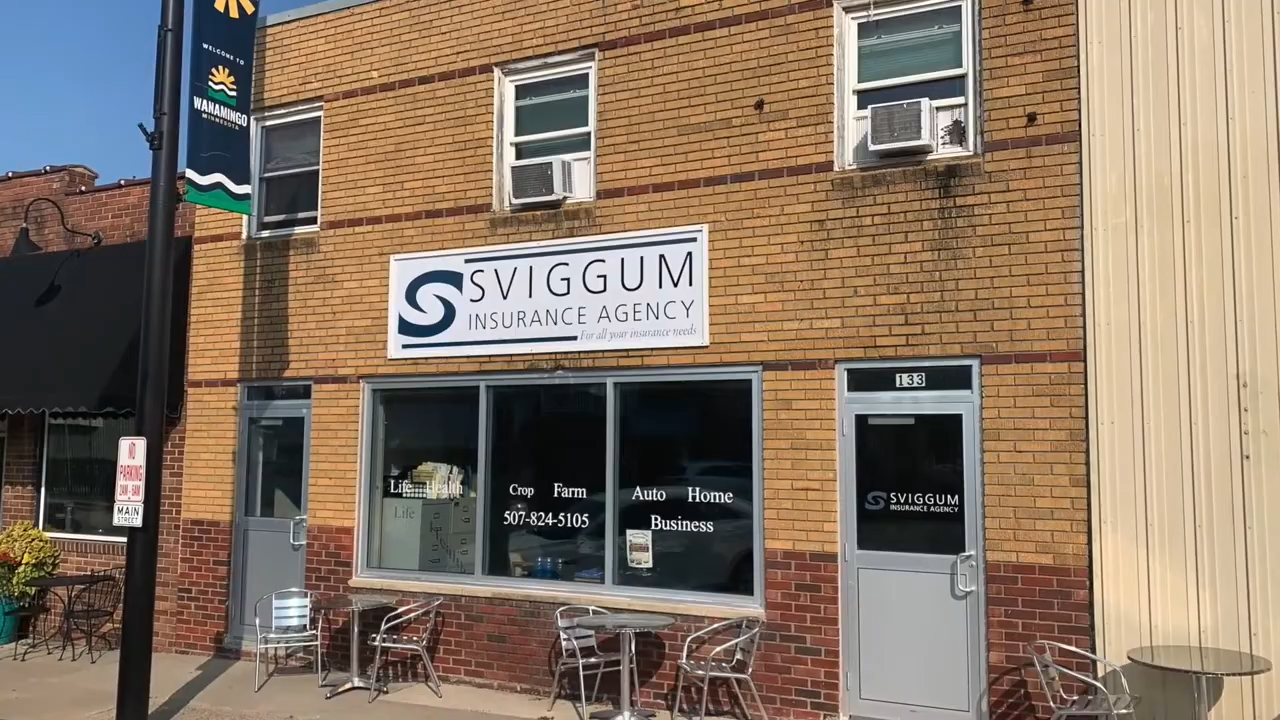 WELCOME TO
WANAMINGO
MINNESOTA
SVIGGUM
INSURANCE AGENCY
For all your insurance needs
133
NO
PARKING
2AM - 6AM
MAIN
STREET
Life Health
Life
Crop Farm
507-824-5105
Auto Home
Business
SVIGGUM
INSURANCE AGENCY